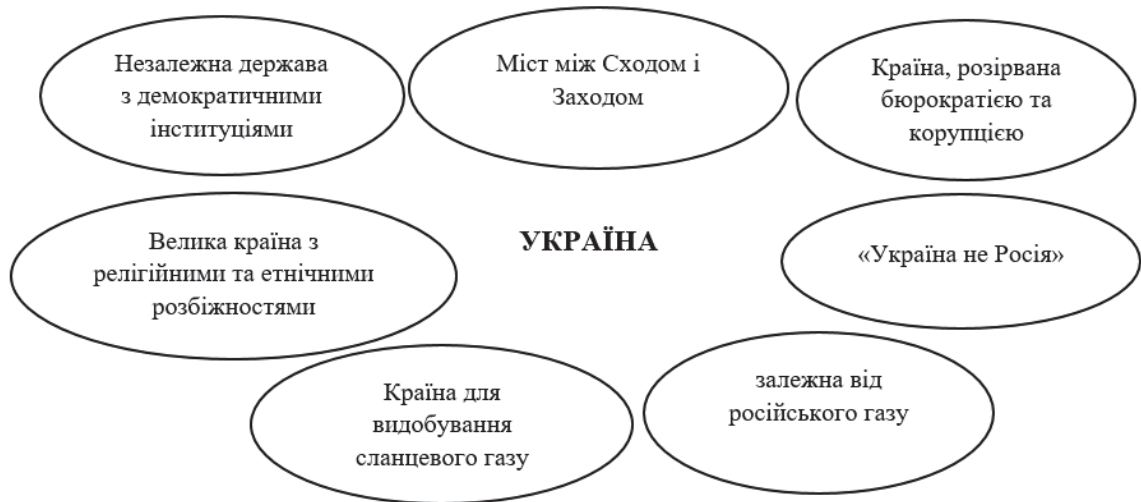 Незалежна держава
з демократичними
інституціями
Міст між Сходом і
Заходом
Країна, розірвана
бюрократією та
корупцією
Велика країна з
релігійними та етнічними
розбіжностями
УКРАЇНА
«Україна не Росія»
Країна для
видобування
сланцевого газу
залежна від
російського газу